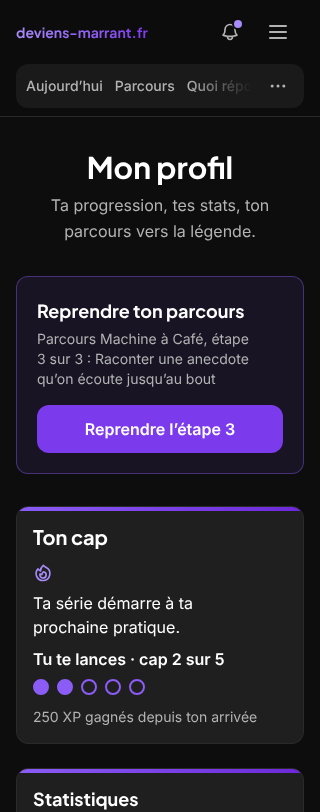 deviens-marrant.fr
Aujourd’hui Parcours Quoi répo
Mon profil
Ta progression, tes stats, ton
parcours vers la légende.
Reprendre ton parcours
Parcours Machine à Café, étape
3 sur 3 : Raconter une anecdote
qu’on écoute jusqu’au bout
Reprendre l’étape 3
Ton cap
Ta série démarre à ta
prochaine pratique.
Tu te lances · cap 2 sur 5
250 XP gagnés depuis ton arrivée
Statistiques